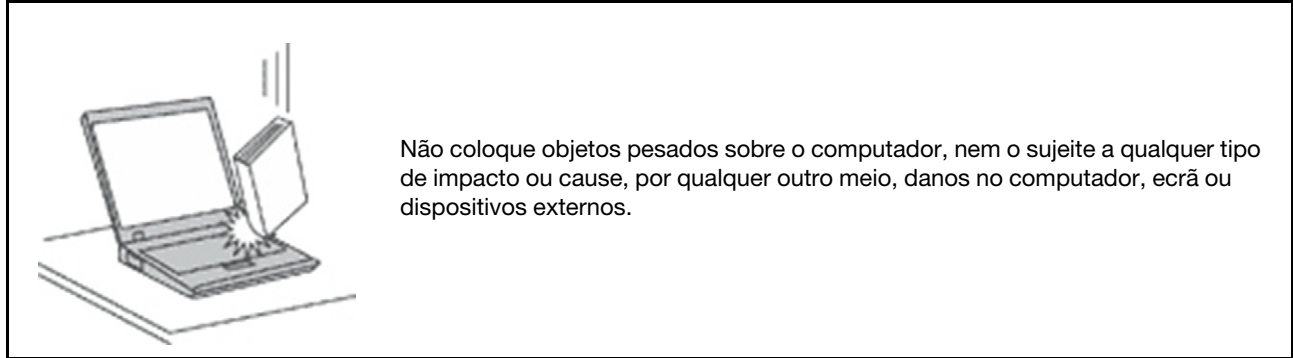 Não coloque objetos pesados sobre o computador, nem o sujeite a qualquer tipo
de impacto ou cause, por qualquer outro meio, danos no computador, ecrã ou
dispositivos externos.